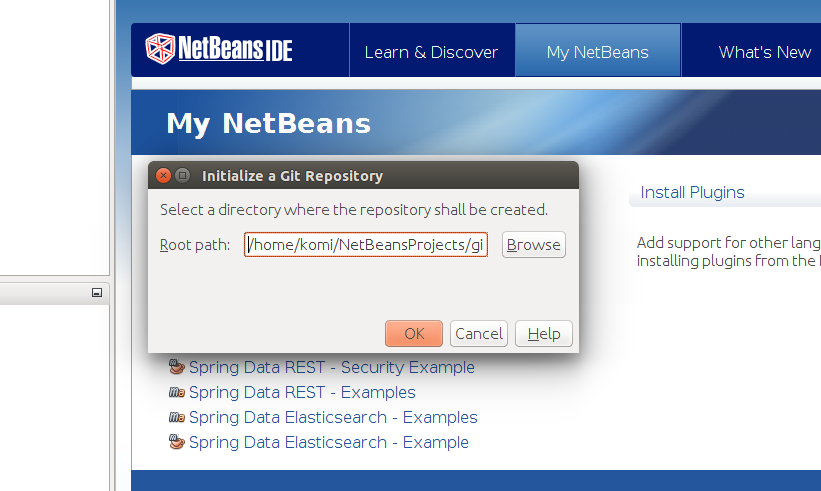 NetBeans IDE
Learn & Discover
My NetBeans
What's New
My NetBeans
Initialize a Git Repository
Select a directory where the repository shall be created.
Root path: /home/komi/NetBeansProjects/gi Browse
OK Cancel Help
Install Plugins
Add support for other lang
installing plugins from the
Spring Data REST - Security Example
Spring Data REST - Examples
Spring Data Elasticsearch - Examples
Spring Data Elasticsearch - Example